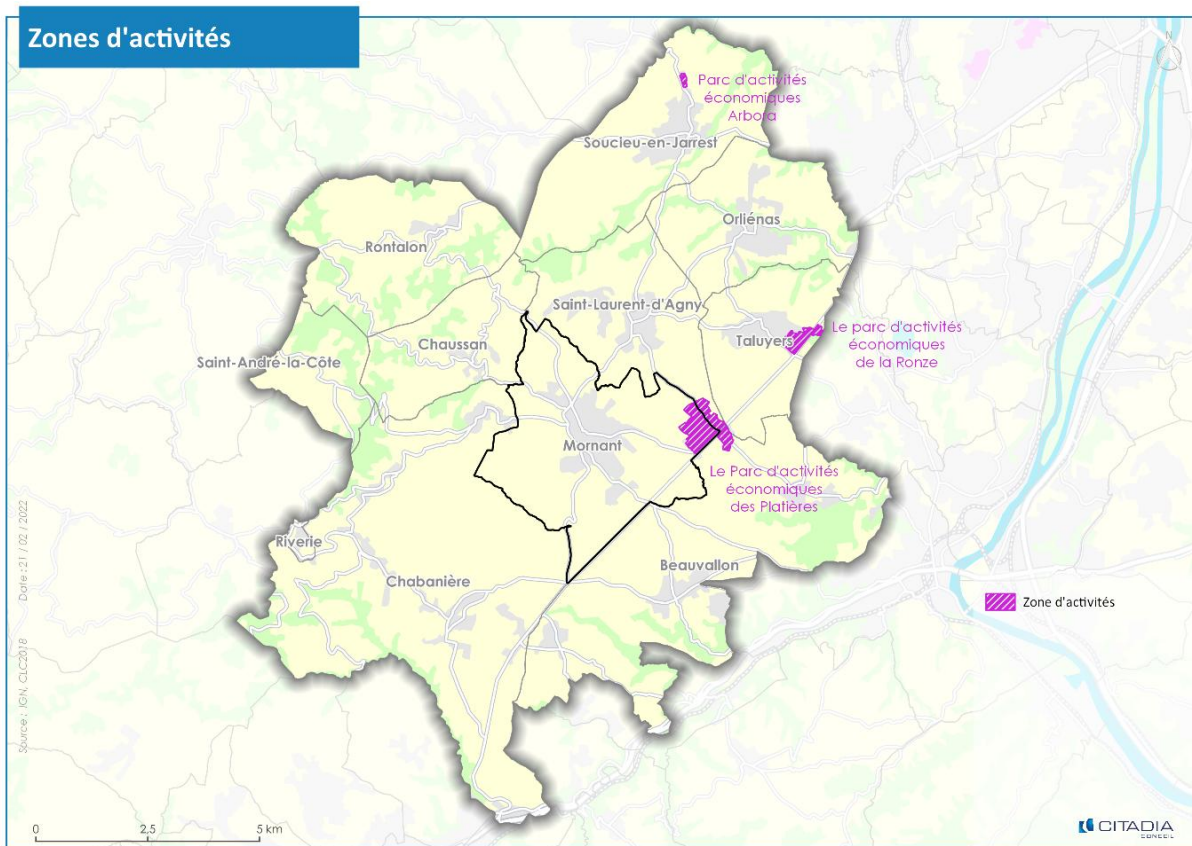 Zones d'activités
N
Parc d'activités
économiques
Arbora
Soucieu-en-Jarrest
Orliénas
Rontalon
Saint-Laurent-d'Agny
Taluyers
Le parc d'activités
économiques
de la Ronze
Chaussan
Saint-André-la-Côte
Mornant
Le Parc d'activités
économiques
des Platières
Riverie
Chabanière
Beauvallon
Zone d'activités
Source : IGN, CLC2018 Date : 21 / 02 / 2022
0 2,5 5 km
CITADIA
CONSEIL